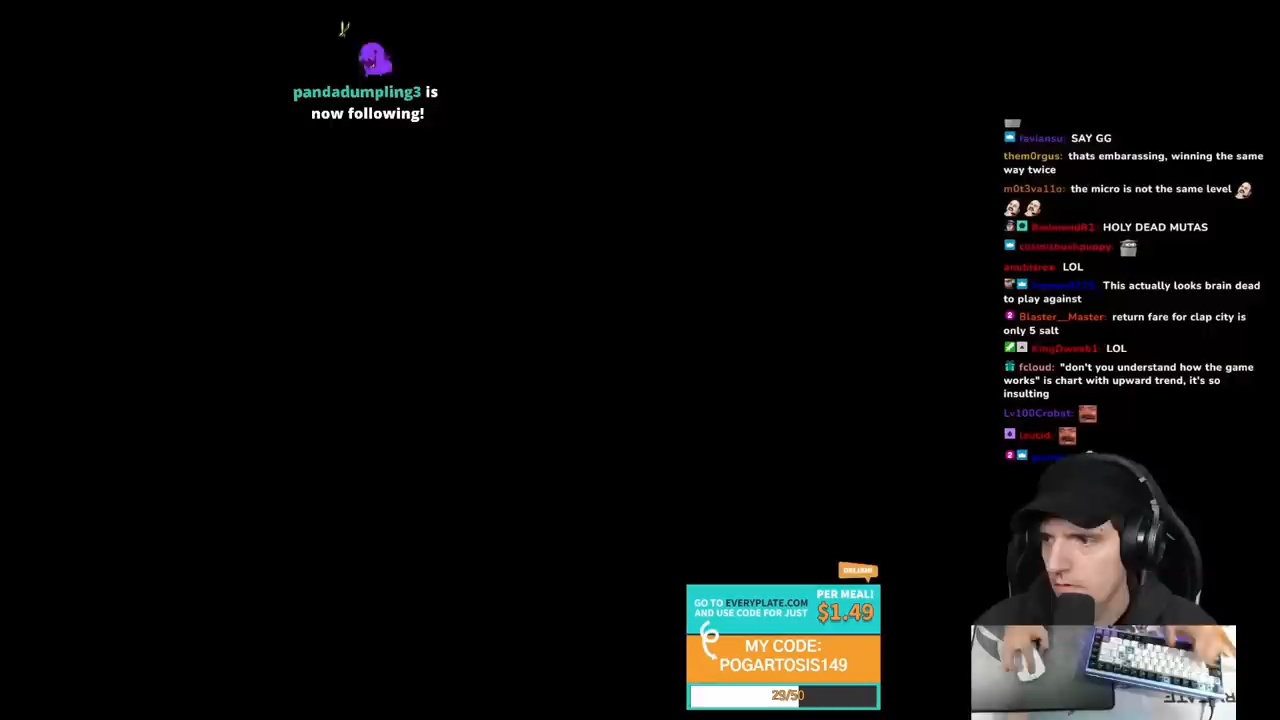 pandadumpling3 is
now following!
faviansu: SAY GG
them0rgus: thats embarassing, winning the same
way twice
m0t3va11o: the micro is not the same level
HOLY DEAD MUTAS
LOL
This actually looks brain dead
to play against
Blaster__Master: return fare for clap city is
only 5 salt
LOL
fcloud: "don't you understand how the game
works" is chart with upward trend, it's so
insulting
GO TO EVERYPLATE.COM
AND USE CODE FOR JUST
PER MEAL!
$1.49
MY CODE:
POGARTOSIS149
29/50